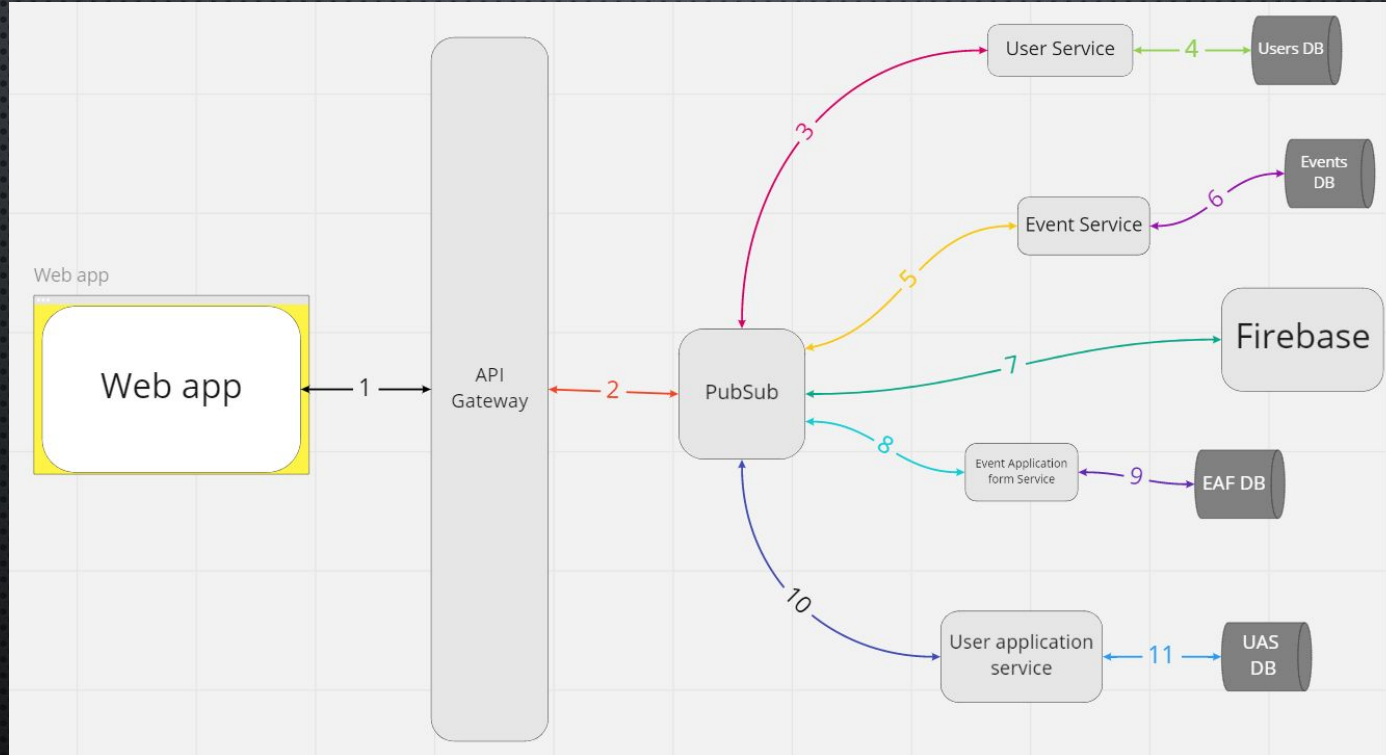 User Service
4
Users DB
3
Events
DB
6
Event Service
5
Web app
Web app
1
API
Gateway
2
PubSub
7
Firebase
8
Event Application
form Service
9
EAF DB
10
User application
service
11
UAS
DB